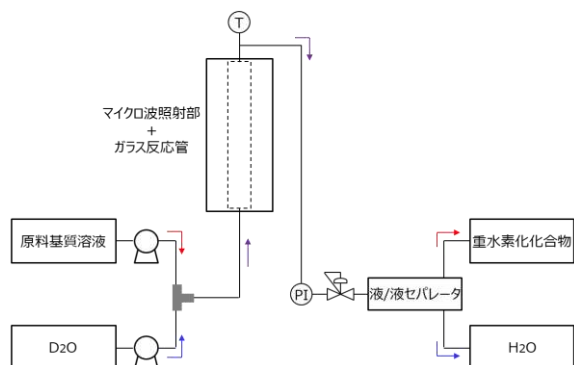 T
マイクロ波照射部
+
ガラス反応管
原料基質溶液
重水素化化合物
PI
液/液セパレータ
D2O
H2O